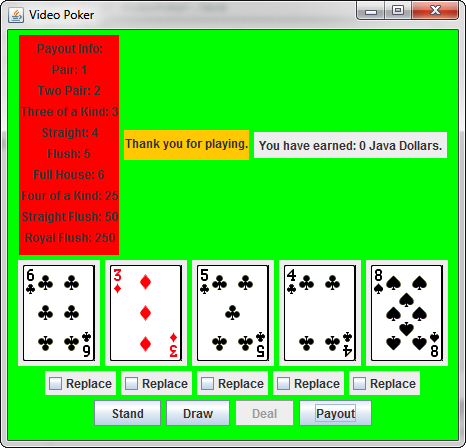 Video Poker
Payout Info:
Pair: 1
Two Pair: 2
Three of a Kind: 3
Straight: 4
Flush: 5
Full House: 6
Four of a Kind: 25
Straight Flush: 50
Royal Flush: 250
Thank you for playing.
You have earned: 0 Java Dollars.
6 3 5 4 8
6 3 5 4 8
Replace Replace Replace Replace Replace
Stand Draw Deal Payout